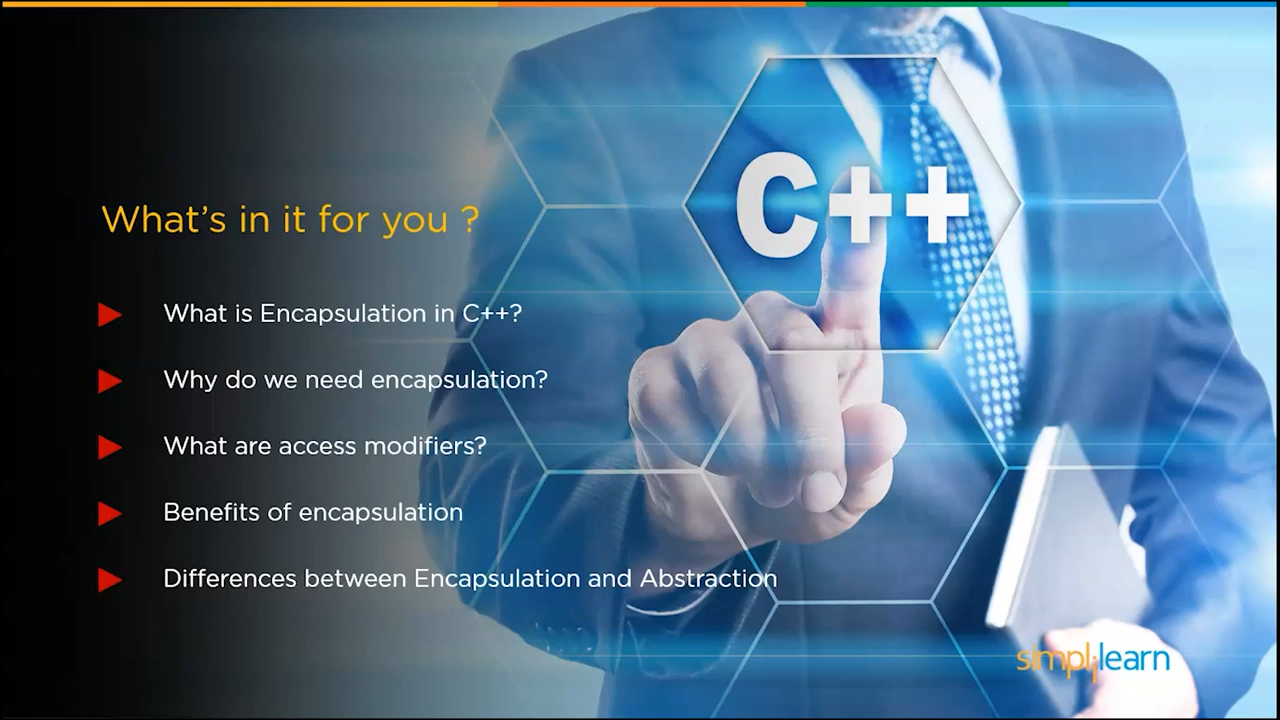 C++
What's in it for you ?
What is Encapsulation in C++?
Why do we need encapsulation?
What are access modifiers?
Benefits of encapsulation
Differences between Encapsulation and Abstraction
simplilearn